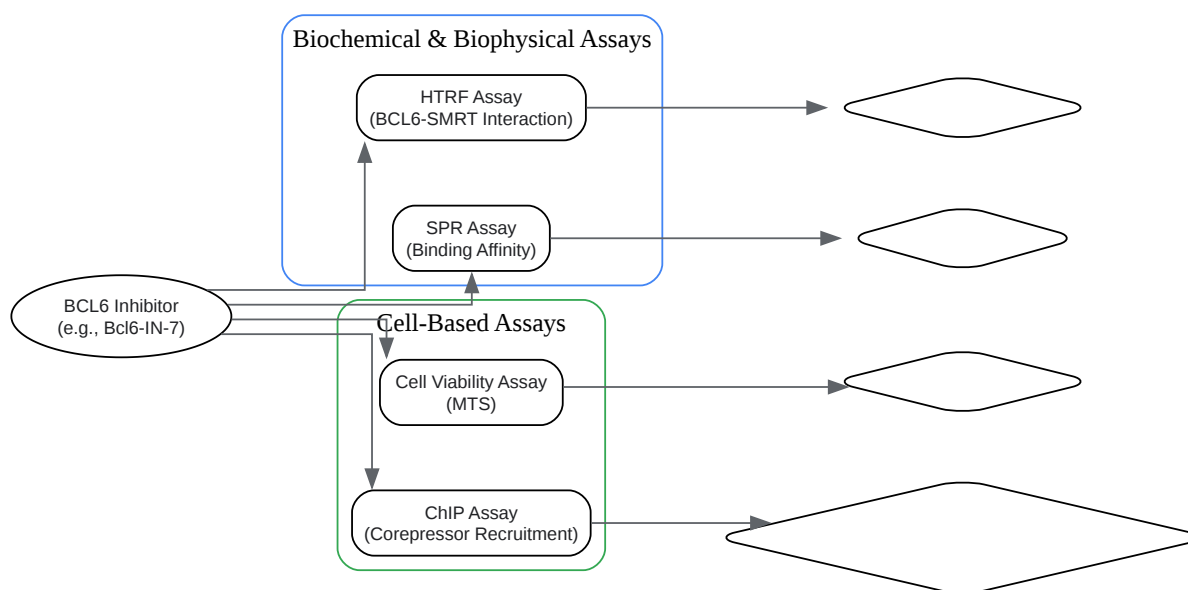 Biochemical & Biophysical Assays
HTRF Assay
(BCL6-SMRT Interaction)
SPR Assay
(Binding Affinity)
BCL6 Inhibitor
(e.g., Bcl6-IN-7)
Cell-Based Assays
Cell Viability Assay
(MTS)
ChIP Assay
(Corepressor Recruitment)